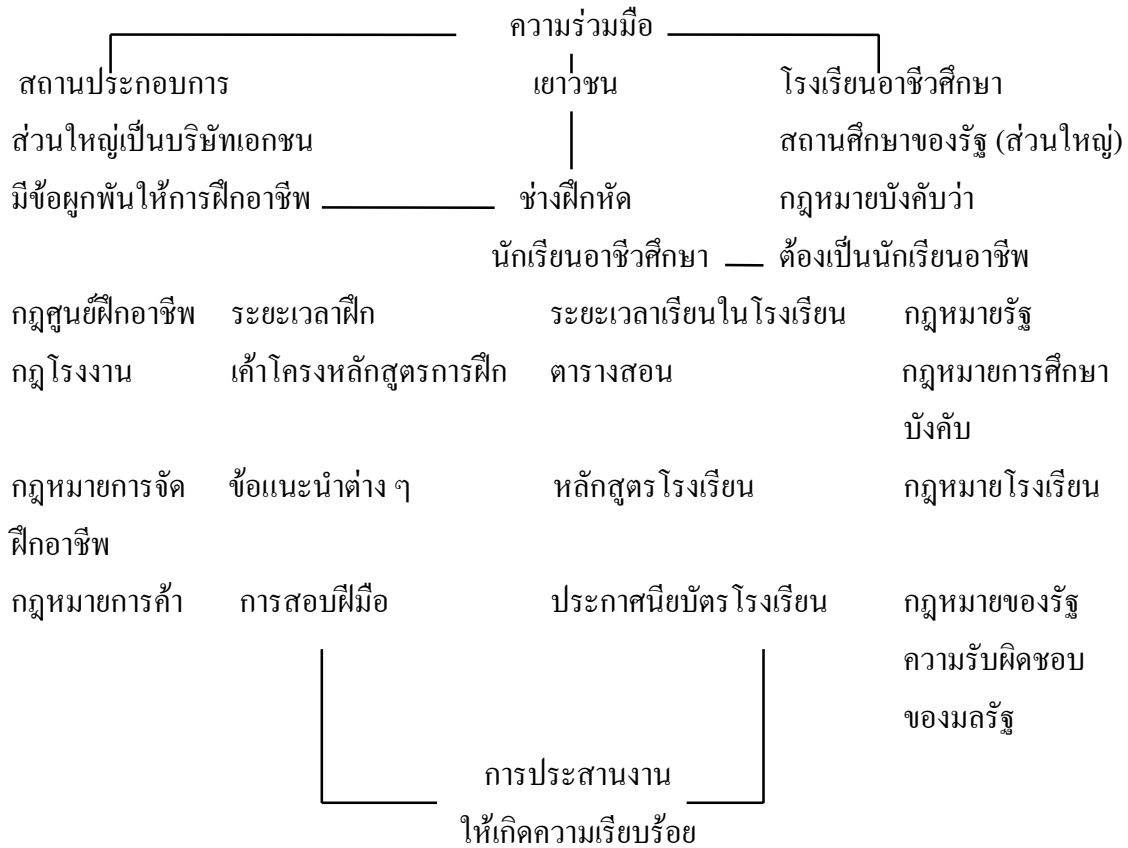 ความร่วมมือ
สถานประกอบการ เยาวชน โรงเรียนอาชีวศึกษา
ส่วนใหญ่เป็นบริษัทเอกชน สถานศึกษาของรัฐ (ส่วนใหญ่)
มีข้อผูกพันให้การฝึกอาชีพ ช่างฝึกหัด กฎหมายบังคับว่า
นักเรียนอาชีวศึกษา ต้องเป็นนักเรียนอาชีพ
กฎศูนย์ฝึกอาชีพ ระยะเวลาฝึก ระยะเวลาเรียนในโรงเรียน กฎหมายรัฐ
กฎโรงงาน เค้าโครงหลักสูตรการฝึก ตารางสอน กฎหมายการศึกษา
บังคับ
กฎหมายการจัด ข้อแนะนำต่าง ๆ หลักสูตรโรงเรียน กฎหมายโรงเรียน
ฝึกอาชีพ
กฎหมายการค้า การสอบฝีมือ ประกาศนียบัตรโรงเรียน กฎหมายของรัฐ
ความรับผิดชอบ
ของมลรัฐ
การประสานงาน
ให้เกิดความเรียบร้อย